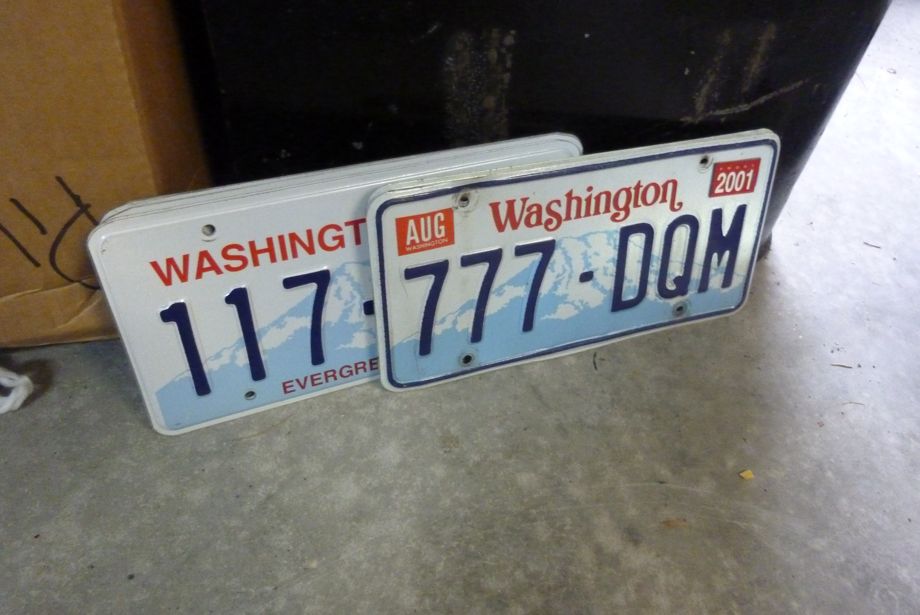 WASHINGT
117-
EVERGRE
AUG
WASHINGTON
Washington
2001
777-DQM